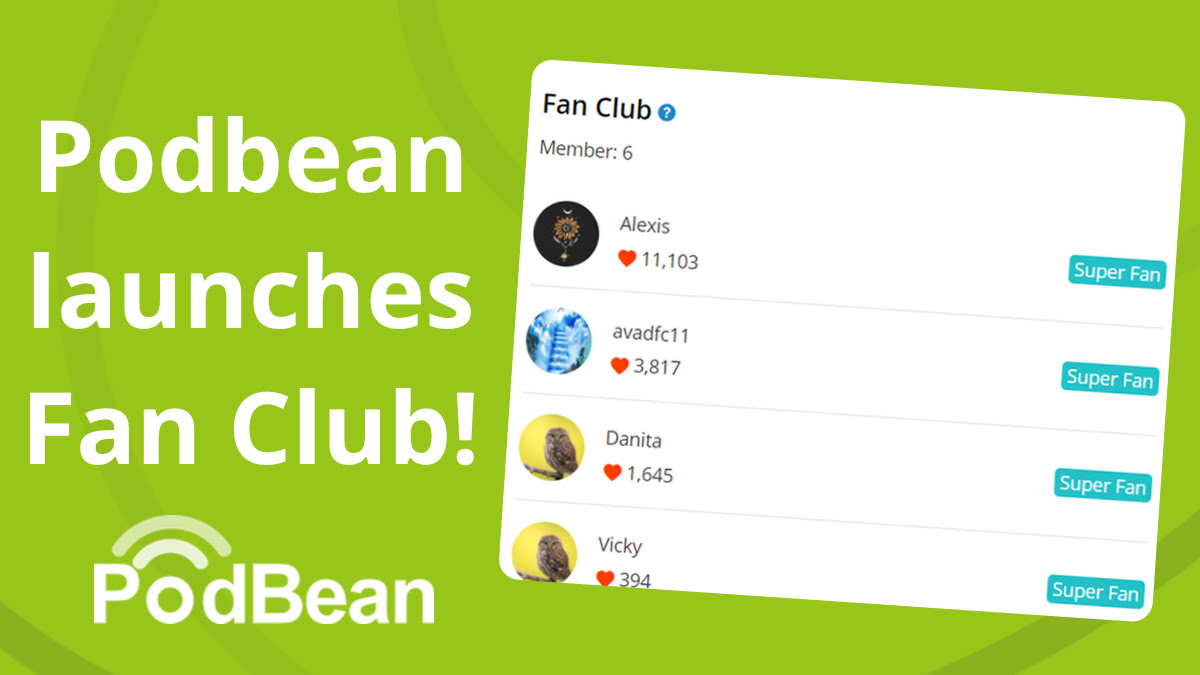 Podbean
launches
Fan Club!
PodBean
Fan Club ?
Member: 6
Alexis
11,103
Super Fan
avadfc11
3,817
Super Fan
Danita
1,645
Super Fan
Vicky
394
Super Fan